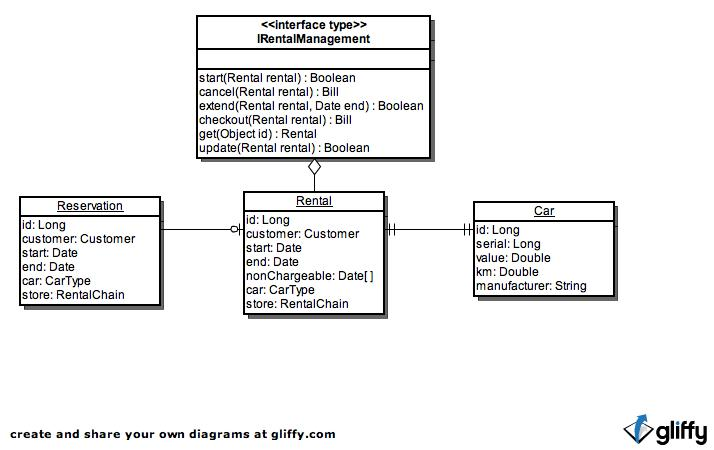 <<interface type>>
IRentalManagement
start(Rental rental) : Boolean
cancel(Rental rental) : Bill
extend(Rental rental, Date end) : Boolean
checkout(Rental rental) : Bill
get(Object id) : Rental
update(Rental rental) : Boolean
Reservation
id: Long
customer: Customer
start: Date
end: Date
car: CarType
store: RentalChain
Rental
id: Long
customer: Customer
start: Date
end: Date
nonChargeable: Date[ ]
car: CarType
store: RentalChain
Car
id: Long
serial: Long
value: Double
km: Double
manufacturer: String
create and share your own diagrams at gliffy.com
gliffy